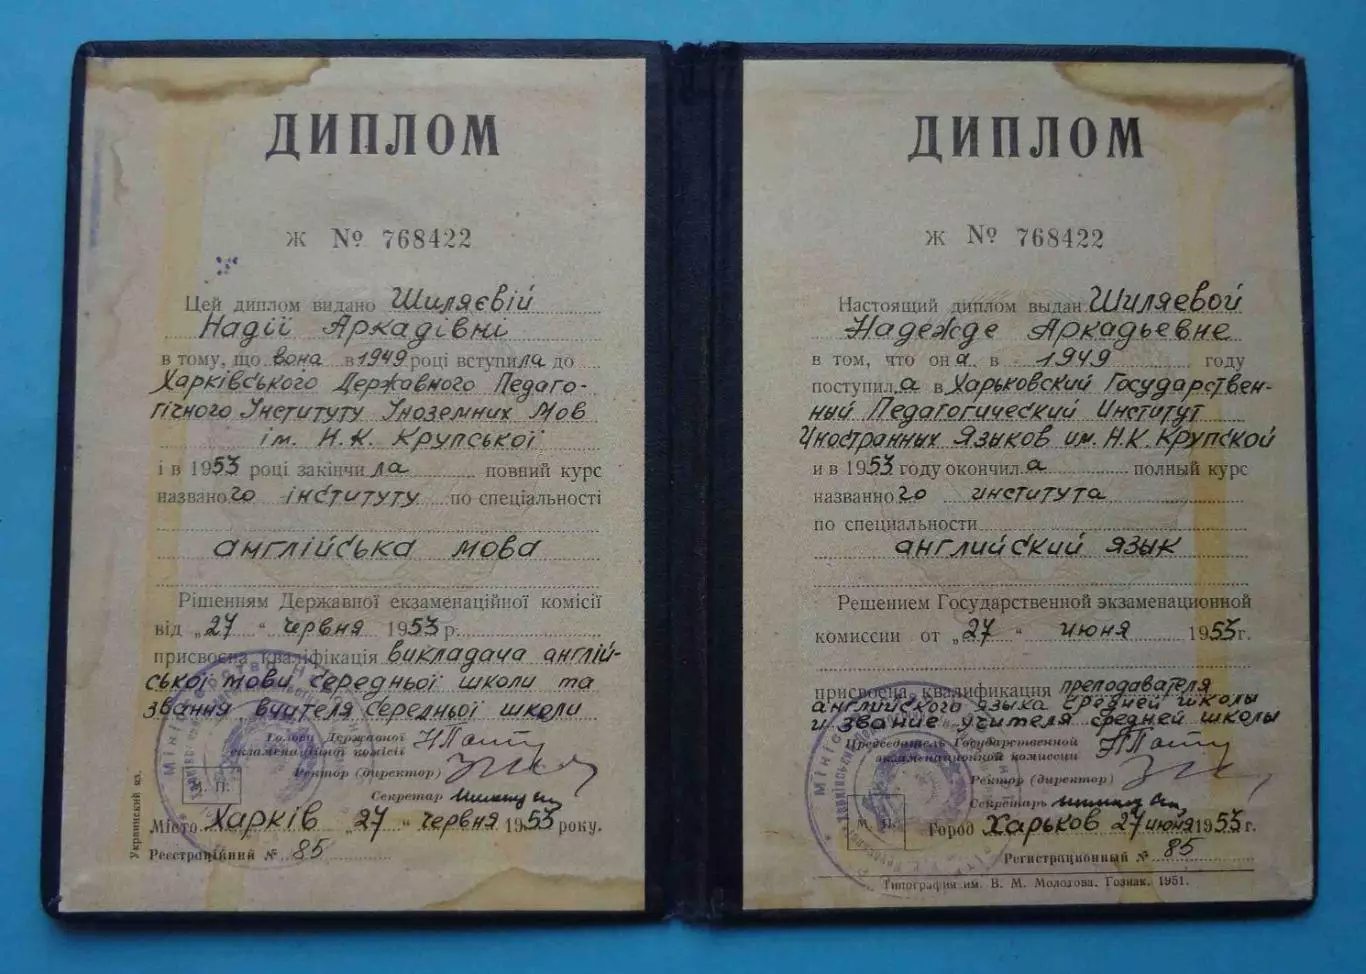 ДИПЛОМ
Ж № 768422
Цей диплом видано Шиляєвій
Надії Аркадівни
в тому, що вона в 1949 році вступила до
Харківського Державного Педаго-
гічного Інституту Іноземних Мов
ім. Н.К. Крупської
і в 1953 році закінчила повний курс
названого інституту по спеціальності
англійська мова
Рішенням Державної екзаменаційної комісії
від „27“ червня 1953 р.
присвоєна кваліфікація викладача англій-
ської мови середньої школи та
звання вчителя середньої школи
Голова Державної
екзаменаційної комісії
Ректор (директор)
Секретар
М. П.
Місто Харків „27“ червня 1953 року.
Реєстраційний № 85
Украинский яз.
ДИПЛОМ
Ж № 768422
Настоящий диплом выдан Шиляевой
Надежде Аркадьевне
в том, что она в 1949 году
поступила в Харьковский Государствен-
ный Педагогический Институт
Иностранных Языков им. Н.К. Крупской
и в 1953 году окончила полный курс
названного института
по специальности
английский язык
Решением Государственной экзаменационной
комиссии от „27“ июня 1953 г.
присвоена квалификация преподавателя
английского языка средней школы
и звание учителя средней школы
Председатель Государственной
экзаменационной комиссии
Ректор (директор)
Секретарь
М. П.
Город Харьков 27 июня 1953 г.
Регистрационный № 85
Типография им. В. М. Молотова. Гознак. 1951.